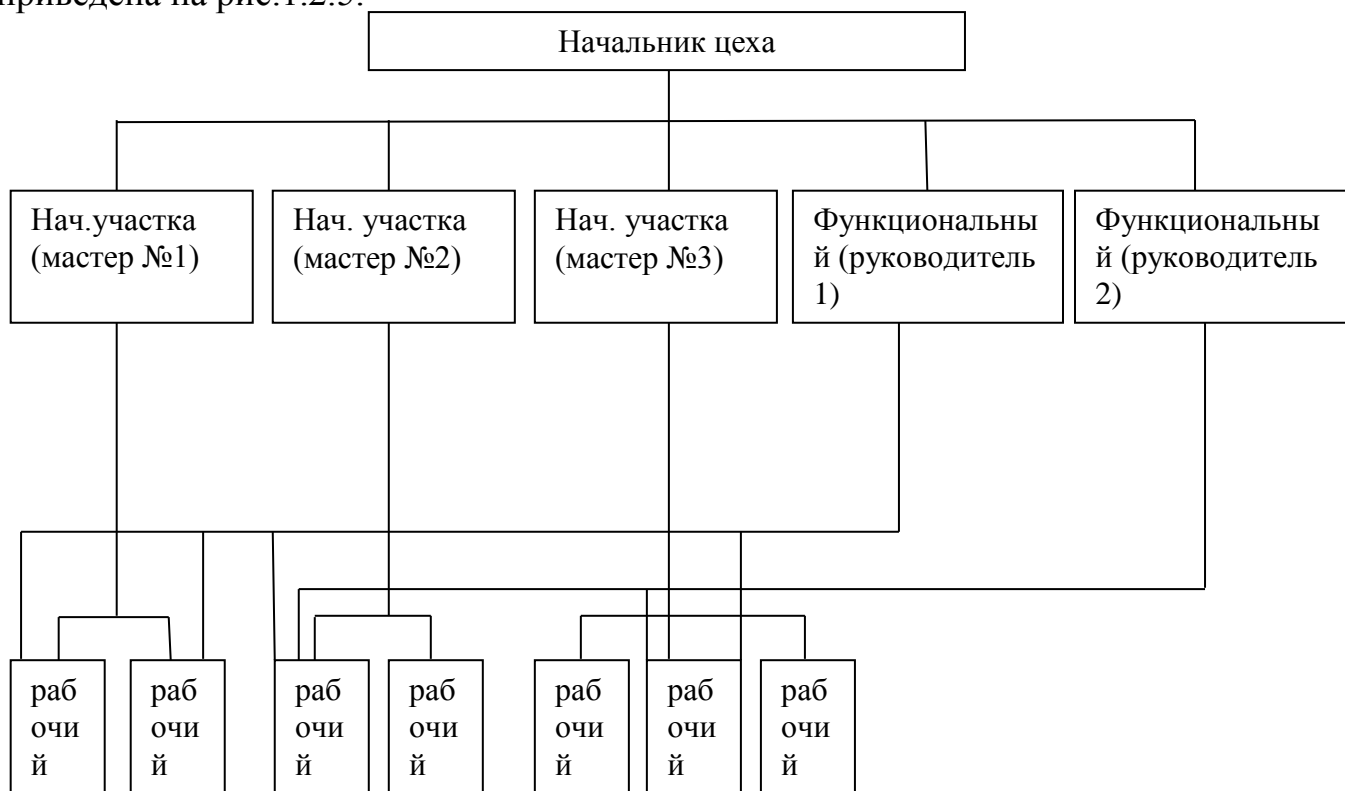 приведена на рис.1.2.3.
Начальник цеха
Нач.участка
(мастер №1)
Нач. участка
(мастер №2)
Нач. участка
(мастер №3)
Функциональны
й (руководитель
1)
Функциональны
й (руководитель
2)
раб
очи
й
раб
очи
й
раб
очи
й
раб
очи
й
раб
очи
й
раб
очи
й
раб
очи
й